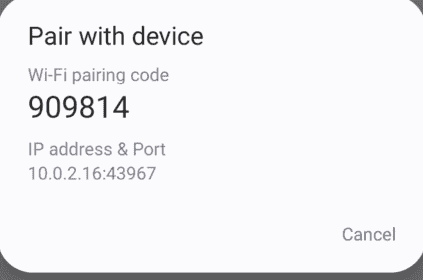 Pair with device
Wi-Fi pairing code
909814
IP address & Port
10.0.2.16:43967
Cancel